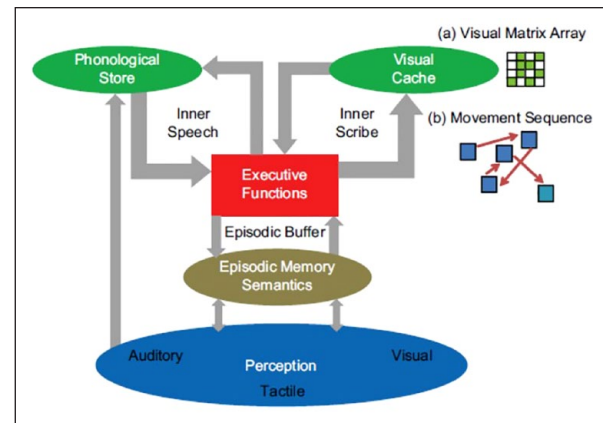 (a) Visual Matrix Array
Phonological
Store
Visual
Cache
Inner
Speech
Inner
Scribe
(b) Movement Sequence
Executive
Functions
Episodic Buffer
Episodic Memory
Semantics
Auditory
Visual
Perception
Tactile